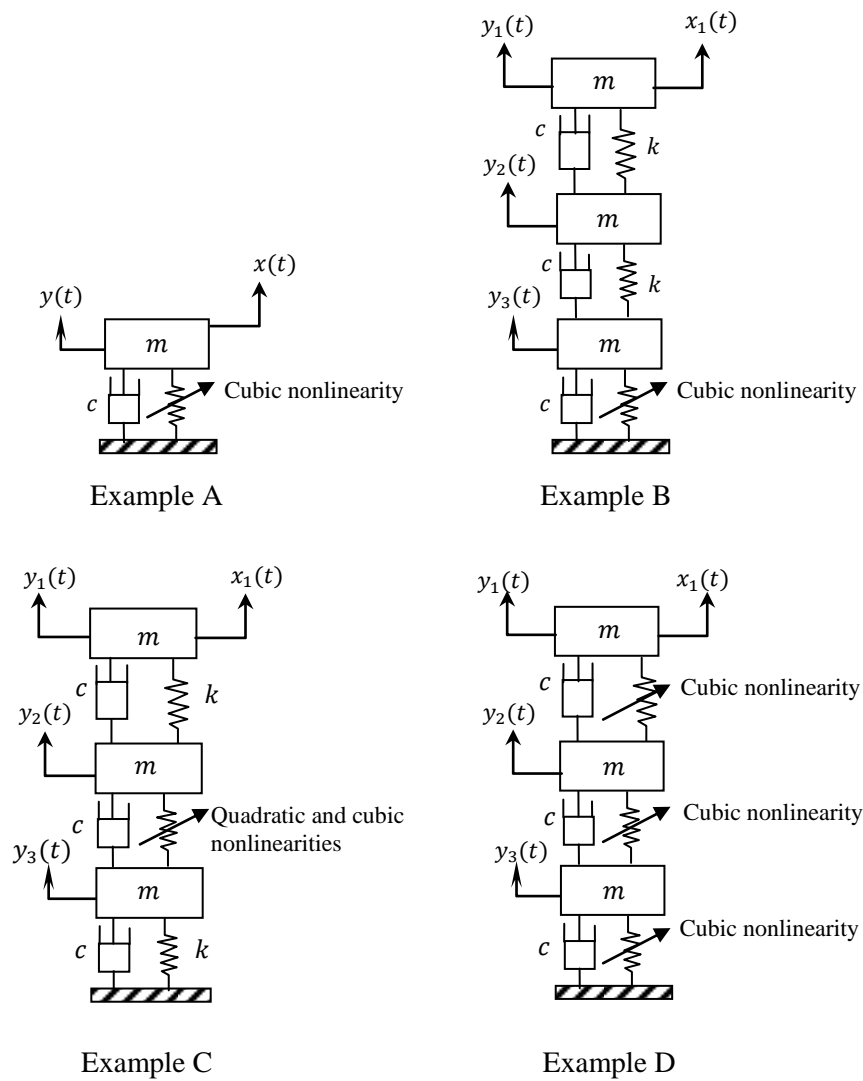 y(t)
x(t)
m
c
Cubic nonlinearity
Example A
y₁(t)
x₁(t)
m
c
k
y₂(t)
m
c
k
y₃(t)
m
c
Cubic nonlinearity
Example B
y₁(t)
x₁(t)
m
c
k
y₂(t)
m
c
Quadratic and cubic
nonlinearities
y₃(t)
m
c
k
Example C
y₁(t)
x₁(t)
m
c
Cubic nonlinearity
y₂(t)
m
c
Cubic nonlinearity
y₃(t)
m
c
Cubic nonlinearity
Example D